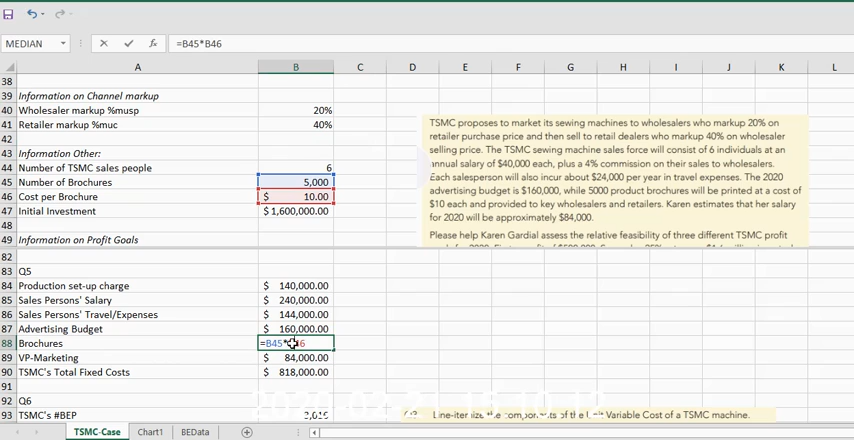 MEDIAN =B45*B46
A B C D E F G H I J K L
38
39 Information on Channel markup
40 Wholesaler markup %musp 20%
41 Retailer markup %muc 40%
42
43 Information Other:
44 Number of TSMC sales people 6
45 Number of Brochures 5,000
46 Cost per Brochure $ 10.00
47 Initial Investment $ 1,600,000.00
48
49 Information on Profit Goals
TSMC proposes to market its sewing machines to wholesalers who markup 20% on
retailer purchase price and then sell to retail dealers who markup 40% on wholesaler
selling price. The TSMC sewing machine sales force will consist of 6 individuals at an
annual salary of $40,000 each, plus a 4% commission on their sales to wholesalers.
Each salesperson will also incur about $24,000 per year in travel expenses. The 2020
advertising budget is $160,000, while 5000 product brochures will be printed at a cost of
$10 each and provided to key wholesalers and retailers. Karen estimates that her salary
for 2020 will be approximately $84,000.
Please help Karen Gardial assess the relative feasibility of three different TSMC profit
82
83 Q5
84 Production set-up charge $ 140,000.00
85 Sales Persons' Salary $ 240,000.00
86 Sales Persons' Travel/Expenses $ 144,000.00
87 Advertising Budget $ 160,000.00
88 Brochures =B45*B46
89 VP-Marketing $ 84,000.00
90 TSMC's Total Fixed Costs $ 818,000.00
91
92 Q6
93 TSMC's #BEP
Line-itemize the components of the Unit Variable Cost of a TSMC machine.
TSMC-Case Chart1 BEData